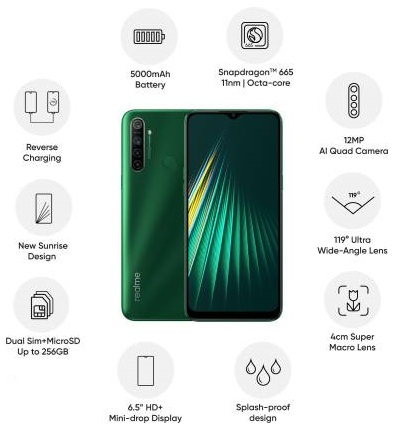 5000mAh
Battery
665
Snapdragon™ 665
11nm | Octa-core
Reverse
Charging
12MP
AI Quad Camera
New Sunrise
Design
119°
119° Ultra
Wide-Angle Lens
realme
Dual Sim+MicroSD
Up to 256GB
4cm Super
Macro Lens
6.5" HD+
Mini-drop Display
Splash-proof
design